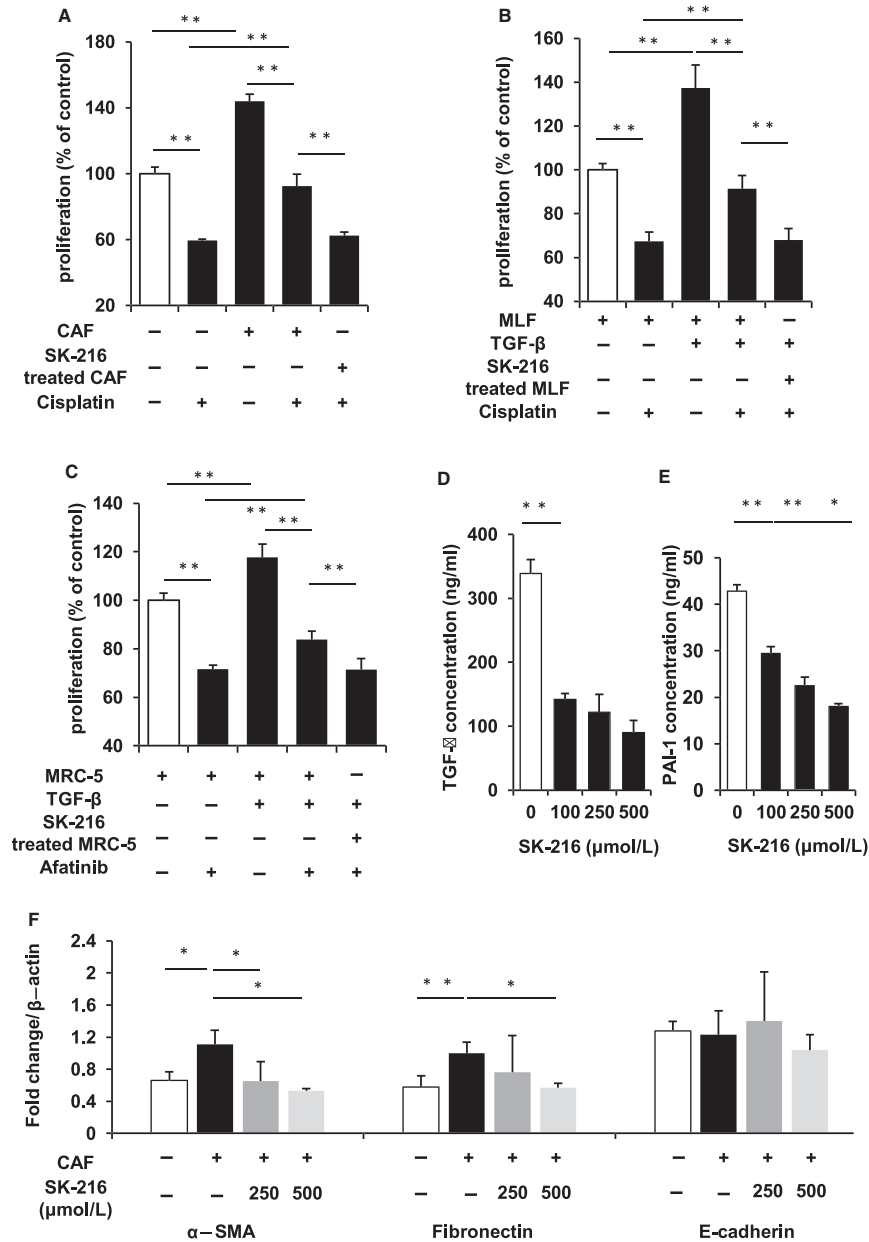 A
* *
* *
* *
* *
* *
proliferation (% of control)
180
140
100
60
20
CAF – – + + –
SK-216
treated CAF – – – – +
Cisplatin – + – + +
B
* *
* *
* *
* *
* *
proliferation (% of control)
160
140
120
100
80
60
40
MLF + + + + –
TGF-β – – + + +
SK-216
treated MLF – – – – +
Cisplatin – + – + +
C
* *
* *
* *
* *
* *
proliferation (% of control)
140
120
100
80
60
40
MRC-5 + + + + –
TGF-β – – + + +
SK-216
treated MRC-5 – – – – +
Afatinib – + – + +
D
* *
TGF-☒ concentration (ng/ml)
400
300
200
100
0
0 100 250 500
SK-216 (µmol/L)
E
** ** *
PAI-1 concentration (ng/ml)
50
40
30
20
10
0
0 100 250 500
SK-216 (µmol/L)
F
Fold change/β–actin
2.4
2
1.6
1.2
0.8
0.4
0
* *
*
* * *
CAF – + + + – + + + – + + +
SK-216 – – 250 500 – – 250 500 – – 250 500
(µmol/L)
α–SMA Fibronectin E-cadherin